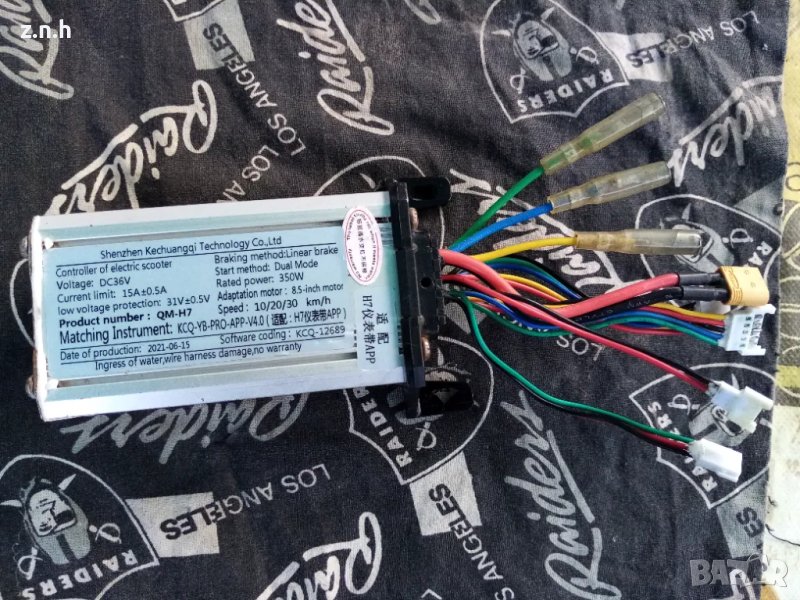 z.n.h
Raiders
LOS ANGELES
RAIDERS
Shenzhen Kechuangqi Technology Co.,Ltd
Controller of electric scooter
Braking method:Linear brake
Voltage: DC36V
Start method: Dual Mode
Current limit: 15A±0.5A
Rated power: 350W
low voltage protection: 31V±0.5V
Adaptation motor: 8.5-inch motor
Product number: QM-H7
Speed: 10/20/30 km/h
Matching Instrument: KCQ-YB-PRO-APP-V4.0 ( 适配: H7仪表带APP )
Software coding: KCQ-12689
Date of production: 2021-06-15
Ingress of water,wire harness damage,no warranty
适配
H7仪表带APP
Raiders
LOS ANGELES
RAIDERS
LOS ANGELES
Raiders
RAIDERS
BAZAR